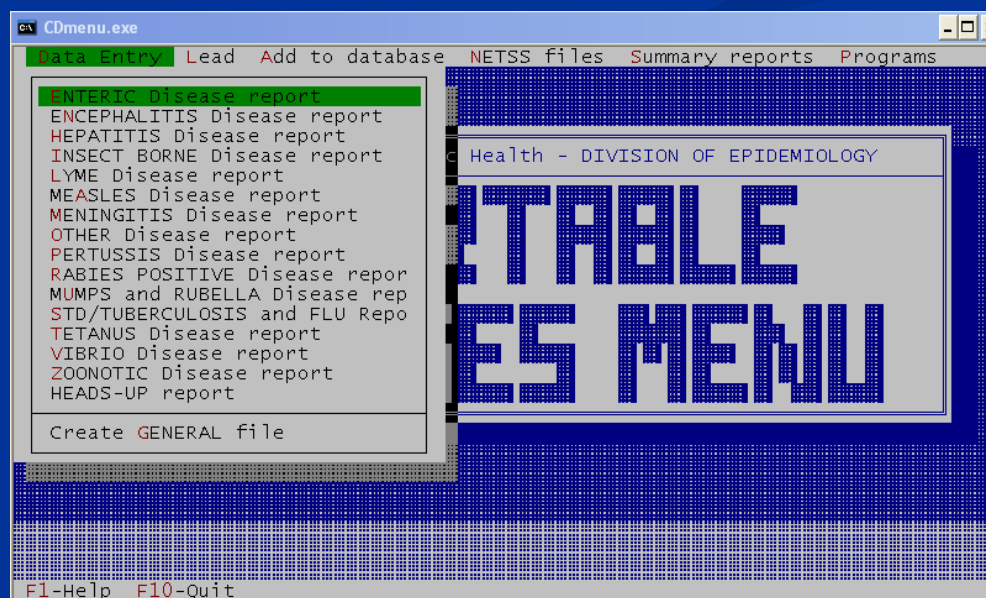 CDmenu.exe
Data Entry Lead Add to database NETSS files Summary reports Programs
ENTERIC Disease report
ENCEPHALITIS Disease report
HEPATITIS Disease report
INSECT BORNE Disease report
LYME Disease report
MEASLES Disease report
MENINGITIS Disease report
OTHER Disease report
PERTUSSIS Disease report
RABIES POSITIVE Disease repor
MUMPS and RUBELLA Disease rep
STD/TUBERCULOSIS and FLU Repo
TETANUS Disease report
VIBRIO Disease report
ZOONOTIC Disease report
HEADS-UP report
Create GENERAL file
c Health - DIVISION OF EPIDEMIOLOGY
TABLE
ES MENU
F1-Help F10-Quit